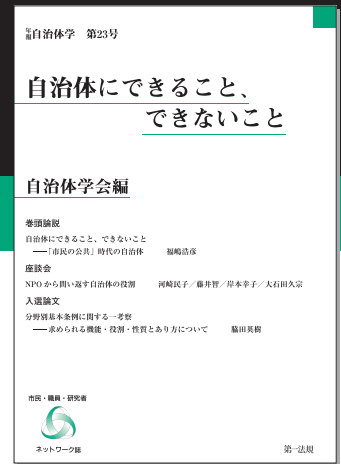 年報自治体学 第23号
自治体にできること、
できないこと
自治体学会編
巻頭論説
自治体にできること、できないこと
――「市民の公共」時代の自治体 福嶋浩彦
座談会
NPOから問い返す自治体の役割 河崎民子／藤井智／岸本幸子／大石田久宗
入選論文
分野別基本条例に関する一考察
――求められる機能・役割・性質とあり方について 脇田英樹
市民・職員・研究者
ネットワーク誌
第一法規